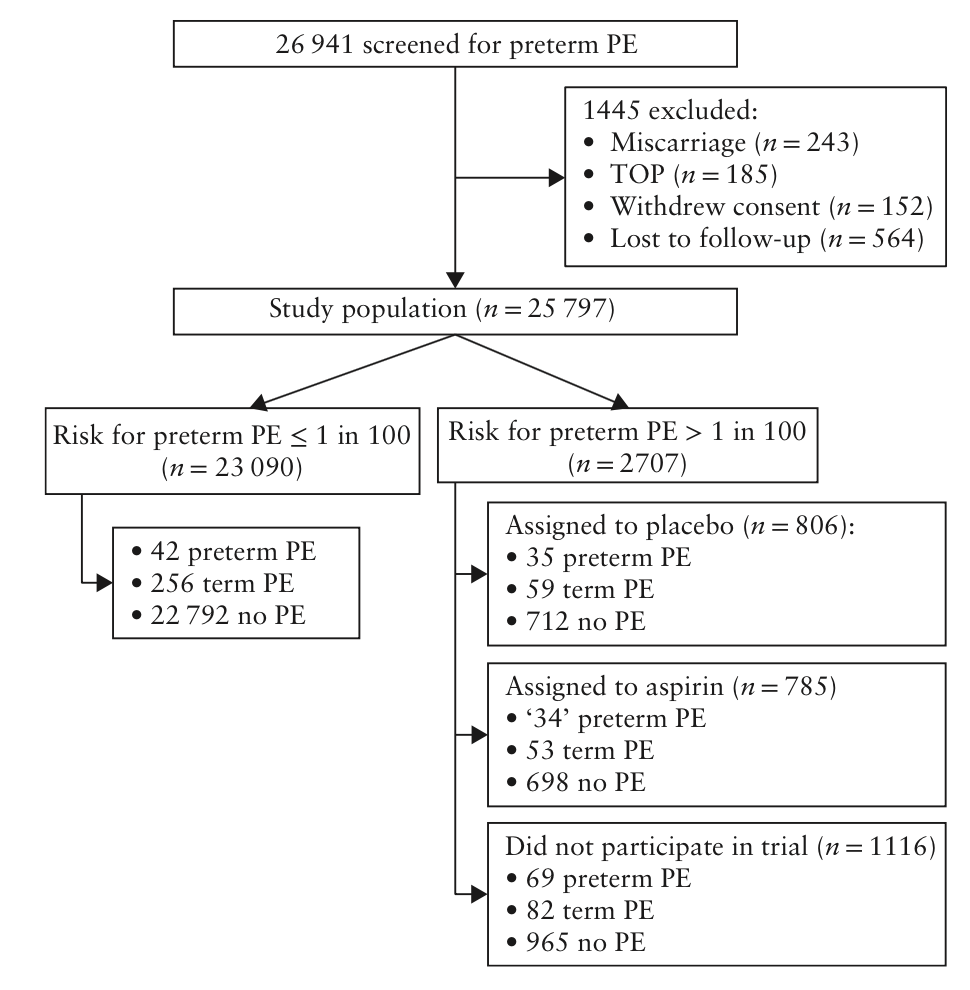 26 941 screened for preterm PE
1445 excluded:
• Miscarriage (n = 243)
• TOP (n = 185)
• Withdrew consent (n = 152)
• Lost to follow-up (n = 564)
Study population (n = 25 797)
Risk for preterm PE ≤ 1 in 100
(n = 23 090)
Risk for preterm PE > 1 in 100
(n = 2707)
• 42 preterm PE
• 256 term PE
• 22 792 no PE
Assigned to placebo (n = 806):
• 35 preterm PE
• 59 term PE
• 712 no PE
Assigned to aspirin (n = 785)
• ‘34’ preterm PE
• 53 term PE
• 698 no PE
Did not participate in trial (n = 1116)
• 69 preterm PE
• 82 term PE
• 965 no PE